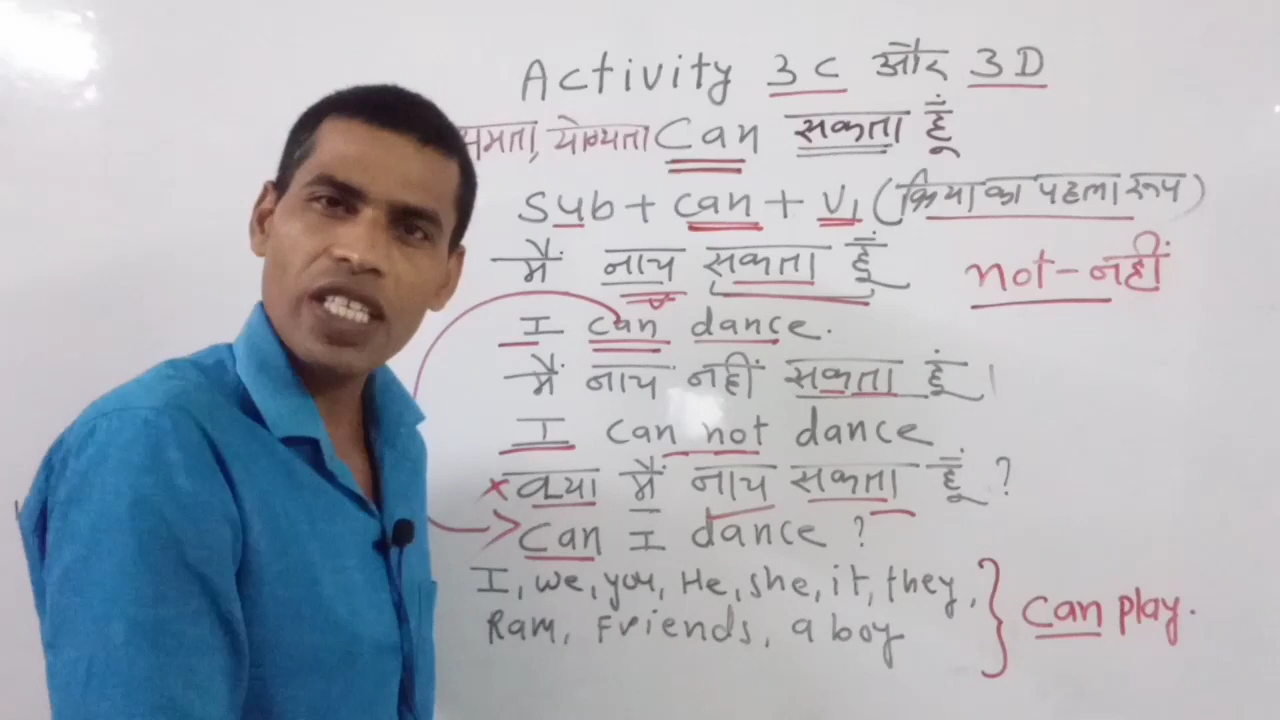 Activity 3C और 3D
क्षमता, योग्यता Can सकता हूं
Sub + can + V1 (क्रिया का पहला रूप)
मैं नाच सकता हूं
not - नहीं
I can dance.
मैं नाच नहीं सकता हूं ।
I can not dance
× क्या मैं नाच सकता हूं ?
Can I dance ?
I, we, you, He, she, it, they,
Ram, Friends, a boy } can play.